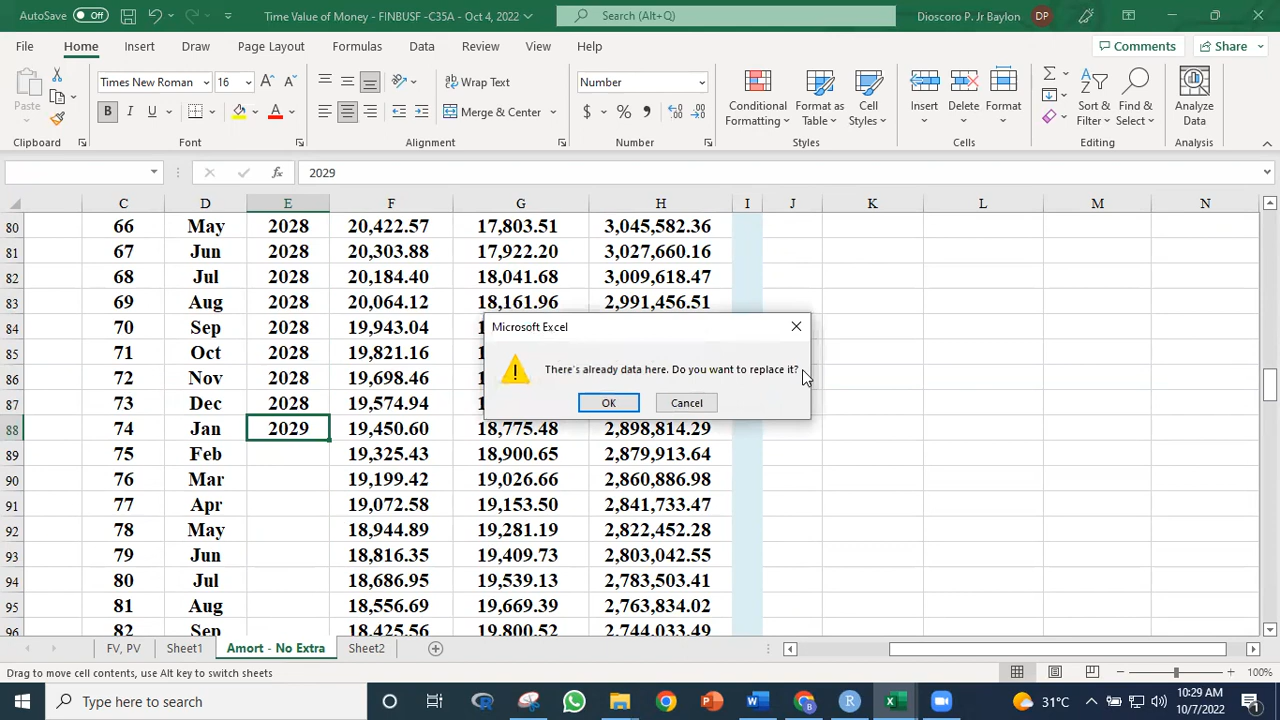 AutoSave Off Time Value of Money - FINBUSF -C35A - Oct 4, 2022 Search (Alt+Q) Dioscoro P. Jr Baylon DP
File Home Insert Draw Page Layout Formulas Data Review View Help Comments Share
Paste Times New Roman 16 A A Wrap Text Number Conditional Formatting Format as Table Cell Styles Insert Delete Format Sort & Filter Find & Select Analyze Data
B I U A Merge & Center $ %
Clipboard Font Alignment Number Styles Cells Editing Analysis
fx 2029
C D E F G H I J K L M N
80 66 May 2028 20,422.57 17,803.51 3,045,582.36
81 67 Jun 2028 20,303.88 17,922.20 3,027,660.16
82 68 Jul 2028 20,184.40 18,041.68 3,009,618.47
83 69 Aug 2028 20,064.12 18,161.96 2,991,456.51
84 70 Sep 2028 19,943.04
85 71 Oct 2028 19,821.16
86 72 Nov 2028 19,698.46
87 73 Dec 2028 19,574.94
Microsoft Excel
There's already data here. Do you want to replace it?
OK Cancel
88 74 Jan 2029 19,450.60 18,775.48 2,898,814.29
89 75 Feb 19,325.43 18,900.65 2,879,913.64
90 76 Mar 19,199.42 19,026.66 2,860,886.98
91 77 Apr 19,072.58 19,153.50 2,841,733.47
92 78 May 18,944.89 19,281.19 2,822,452.28
93 79 Jun 18,816.35 19,409.73 2,803,042.55
94 80 Jul 18,686.95 19,539.13 2,783,503.41
95 81 Aug 18,556.69 19,669.39 2,763,834.02
96 82 Sep 18,425.56 19,800.52 2,744,033.49
FV, PV Sheet1 Amort - No Extra Sheet2
Drag to move cell contents, use Alt key to switch sheets 100%
Type here to search 31°C 10:29 AM
10/7/2022